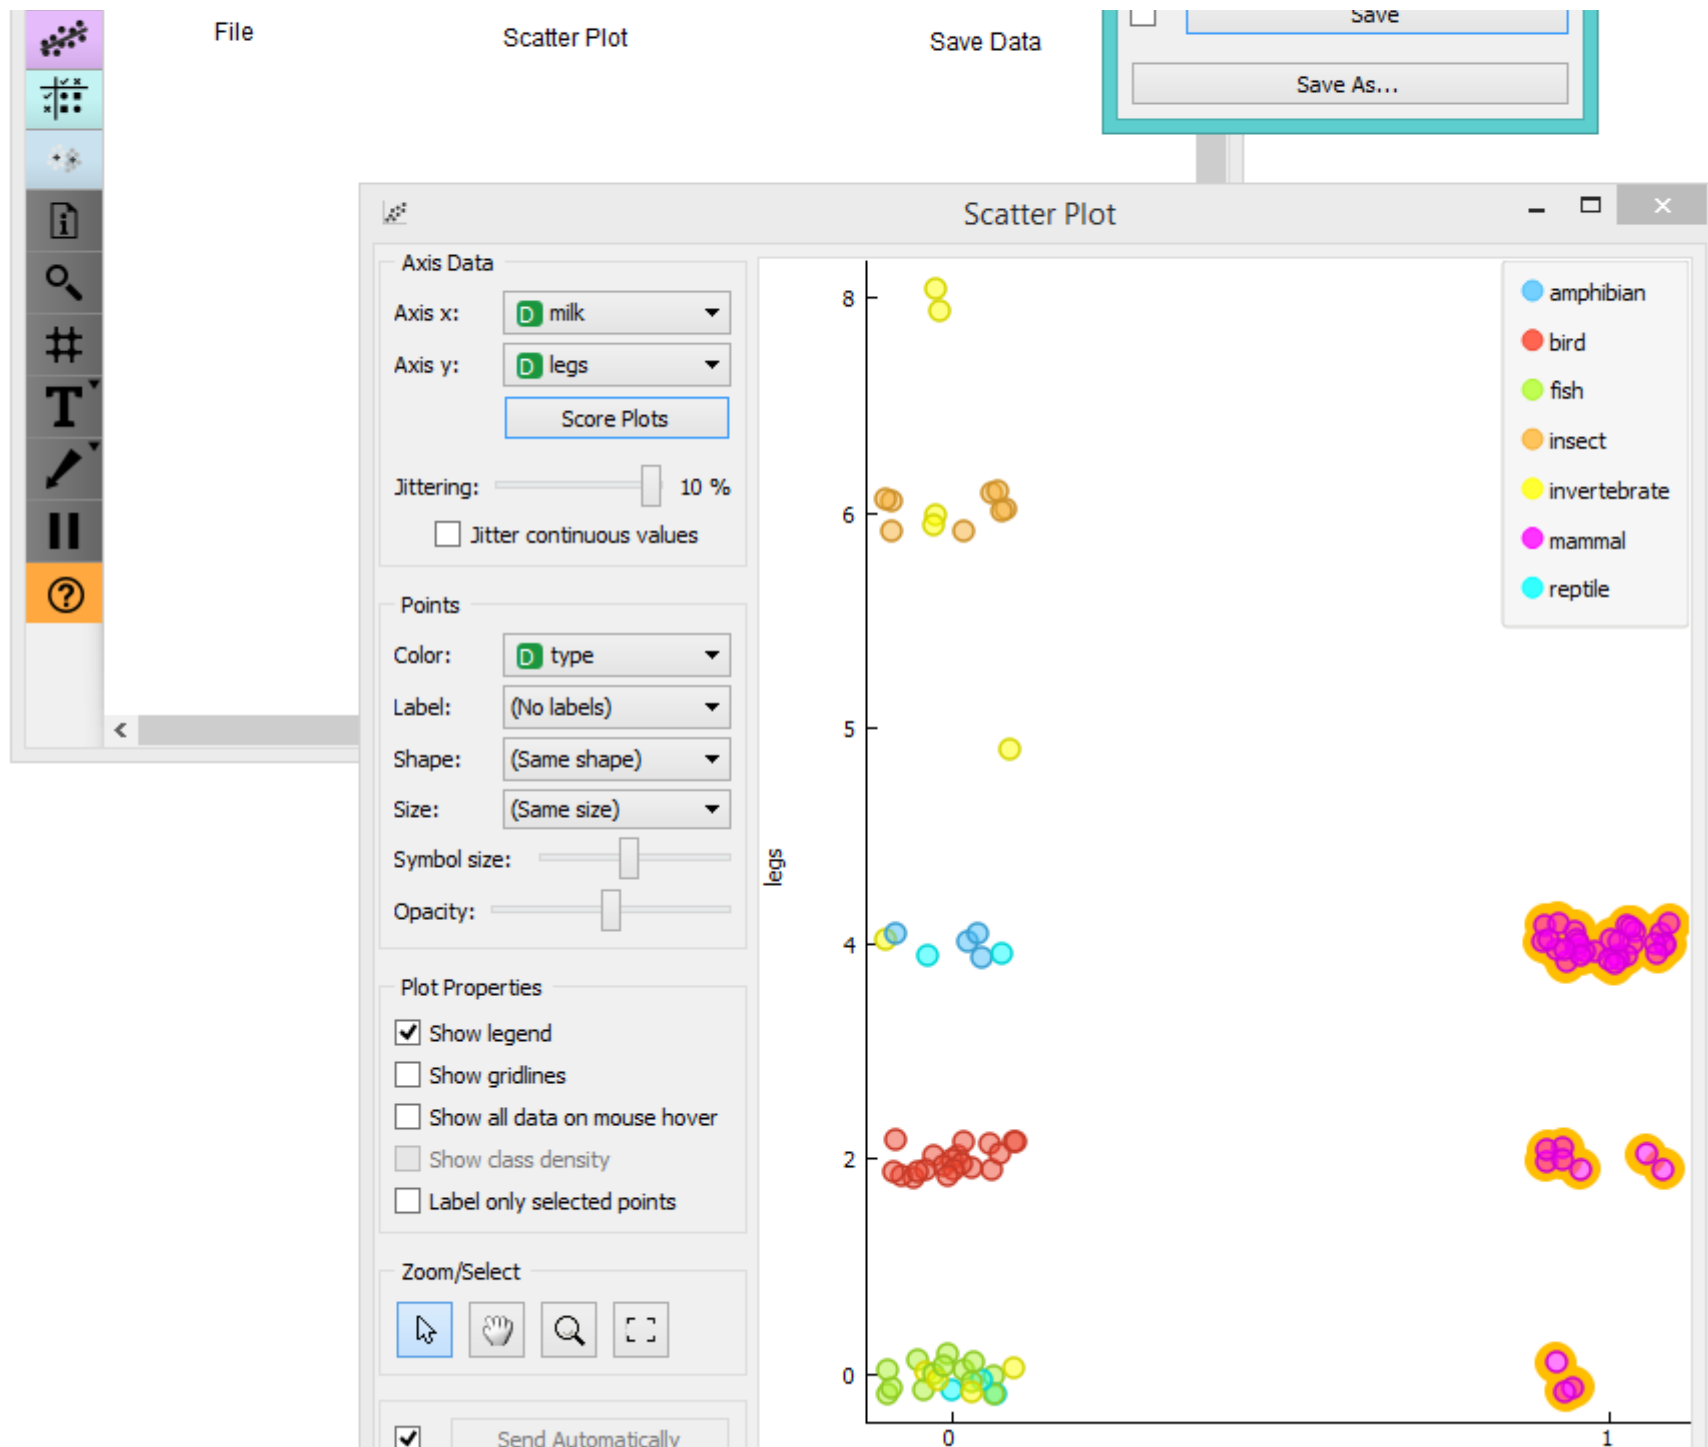 File
Scatter Plot
Save Data
Save
Save As...
Scatter Plot
Axis Data
Axis x:
D milk
Axis y:
D legs
Score Plots
Jittering:
10 %
Jitter continuous values
Points
Color:
D type
Label:
(No labels)
Shape:
(Same shape)
Size:
(Same size)
Symbol size:
Opacity:
Plot Properties
Show legend
Show gridlines
Show all data on mouse hover
Show class density
Label only selected points
Zoom/Select
Send Automatically
legs
8
6
5
4
2
0
0
1
amphibian
bird
fish
insect
invertebrate
mammal
reptile